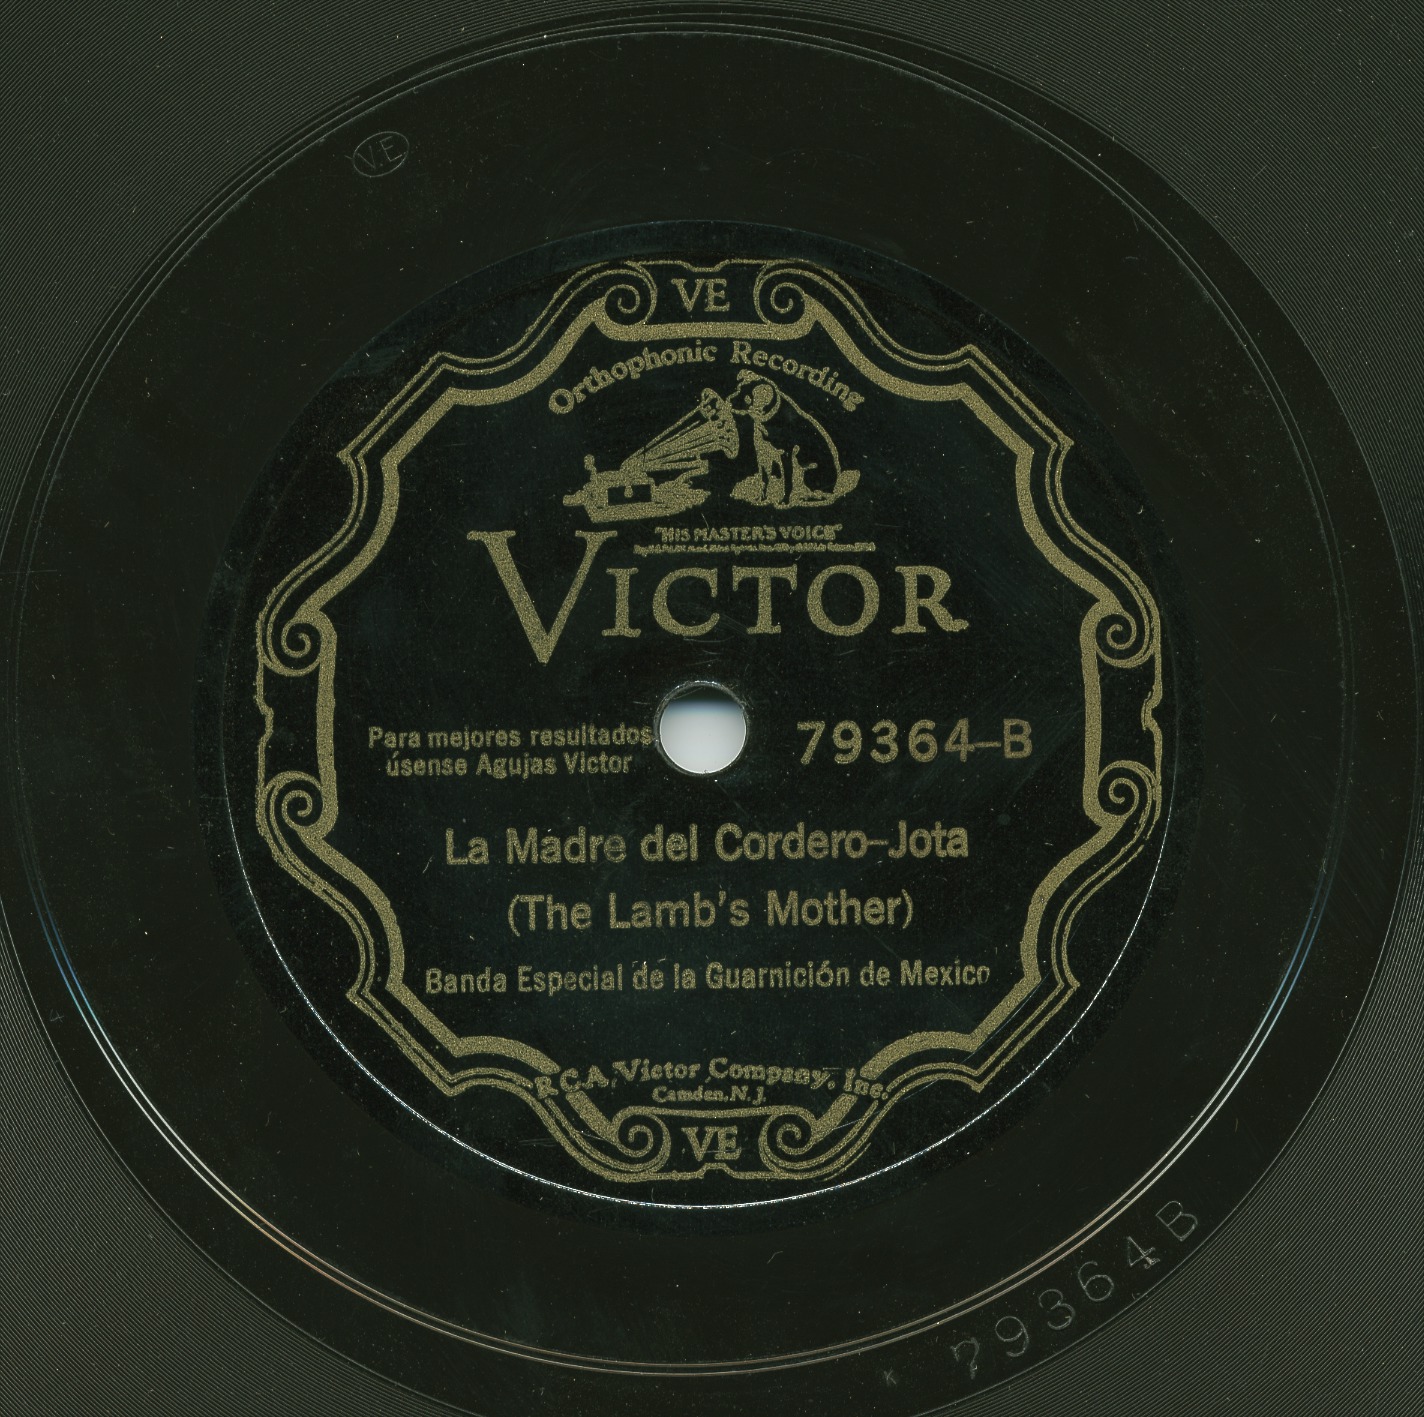 VE
VE
Orthophonic Recording
"HIS MASTER'S VOICE"
VICTOR
Para mejores resultados
úsense Agujas Victor
79364-B
La Madre del Cordero-Jota
(The Lamb's Mother)
Banda Especial de la Guarnición de Mexico
R.C.A. Victor Company, Inc.
Camden, N. J.
VE
79364B
K